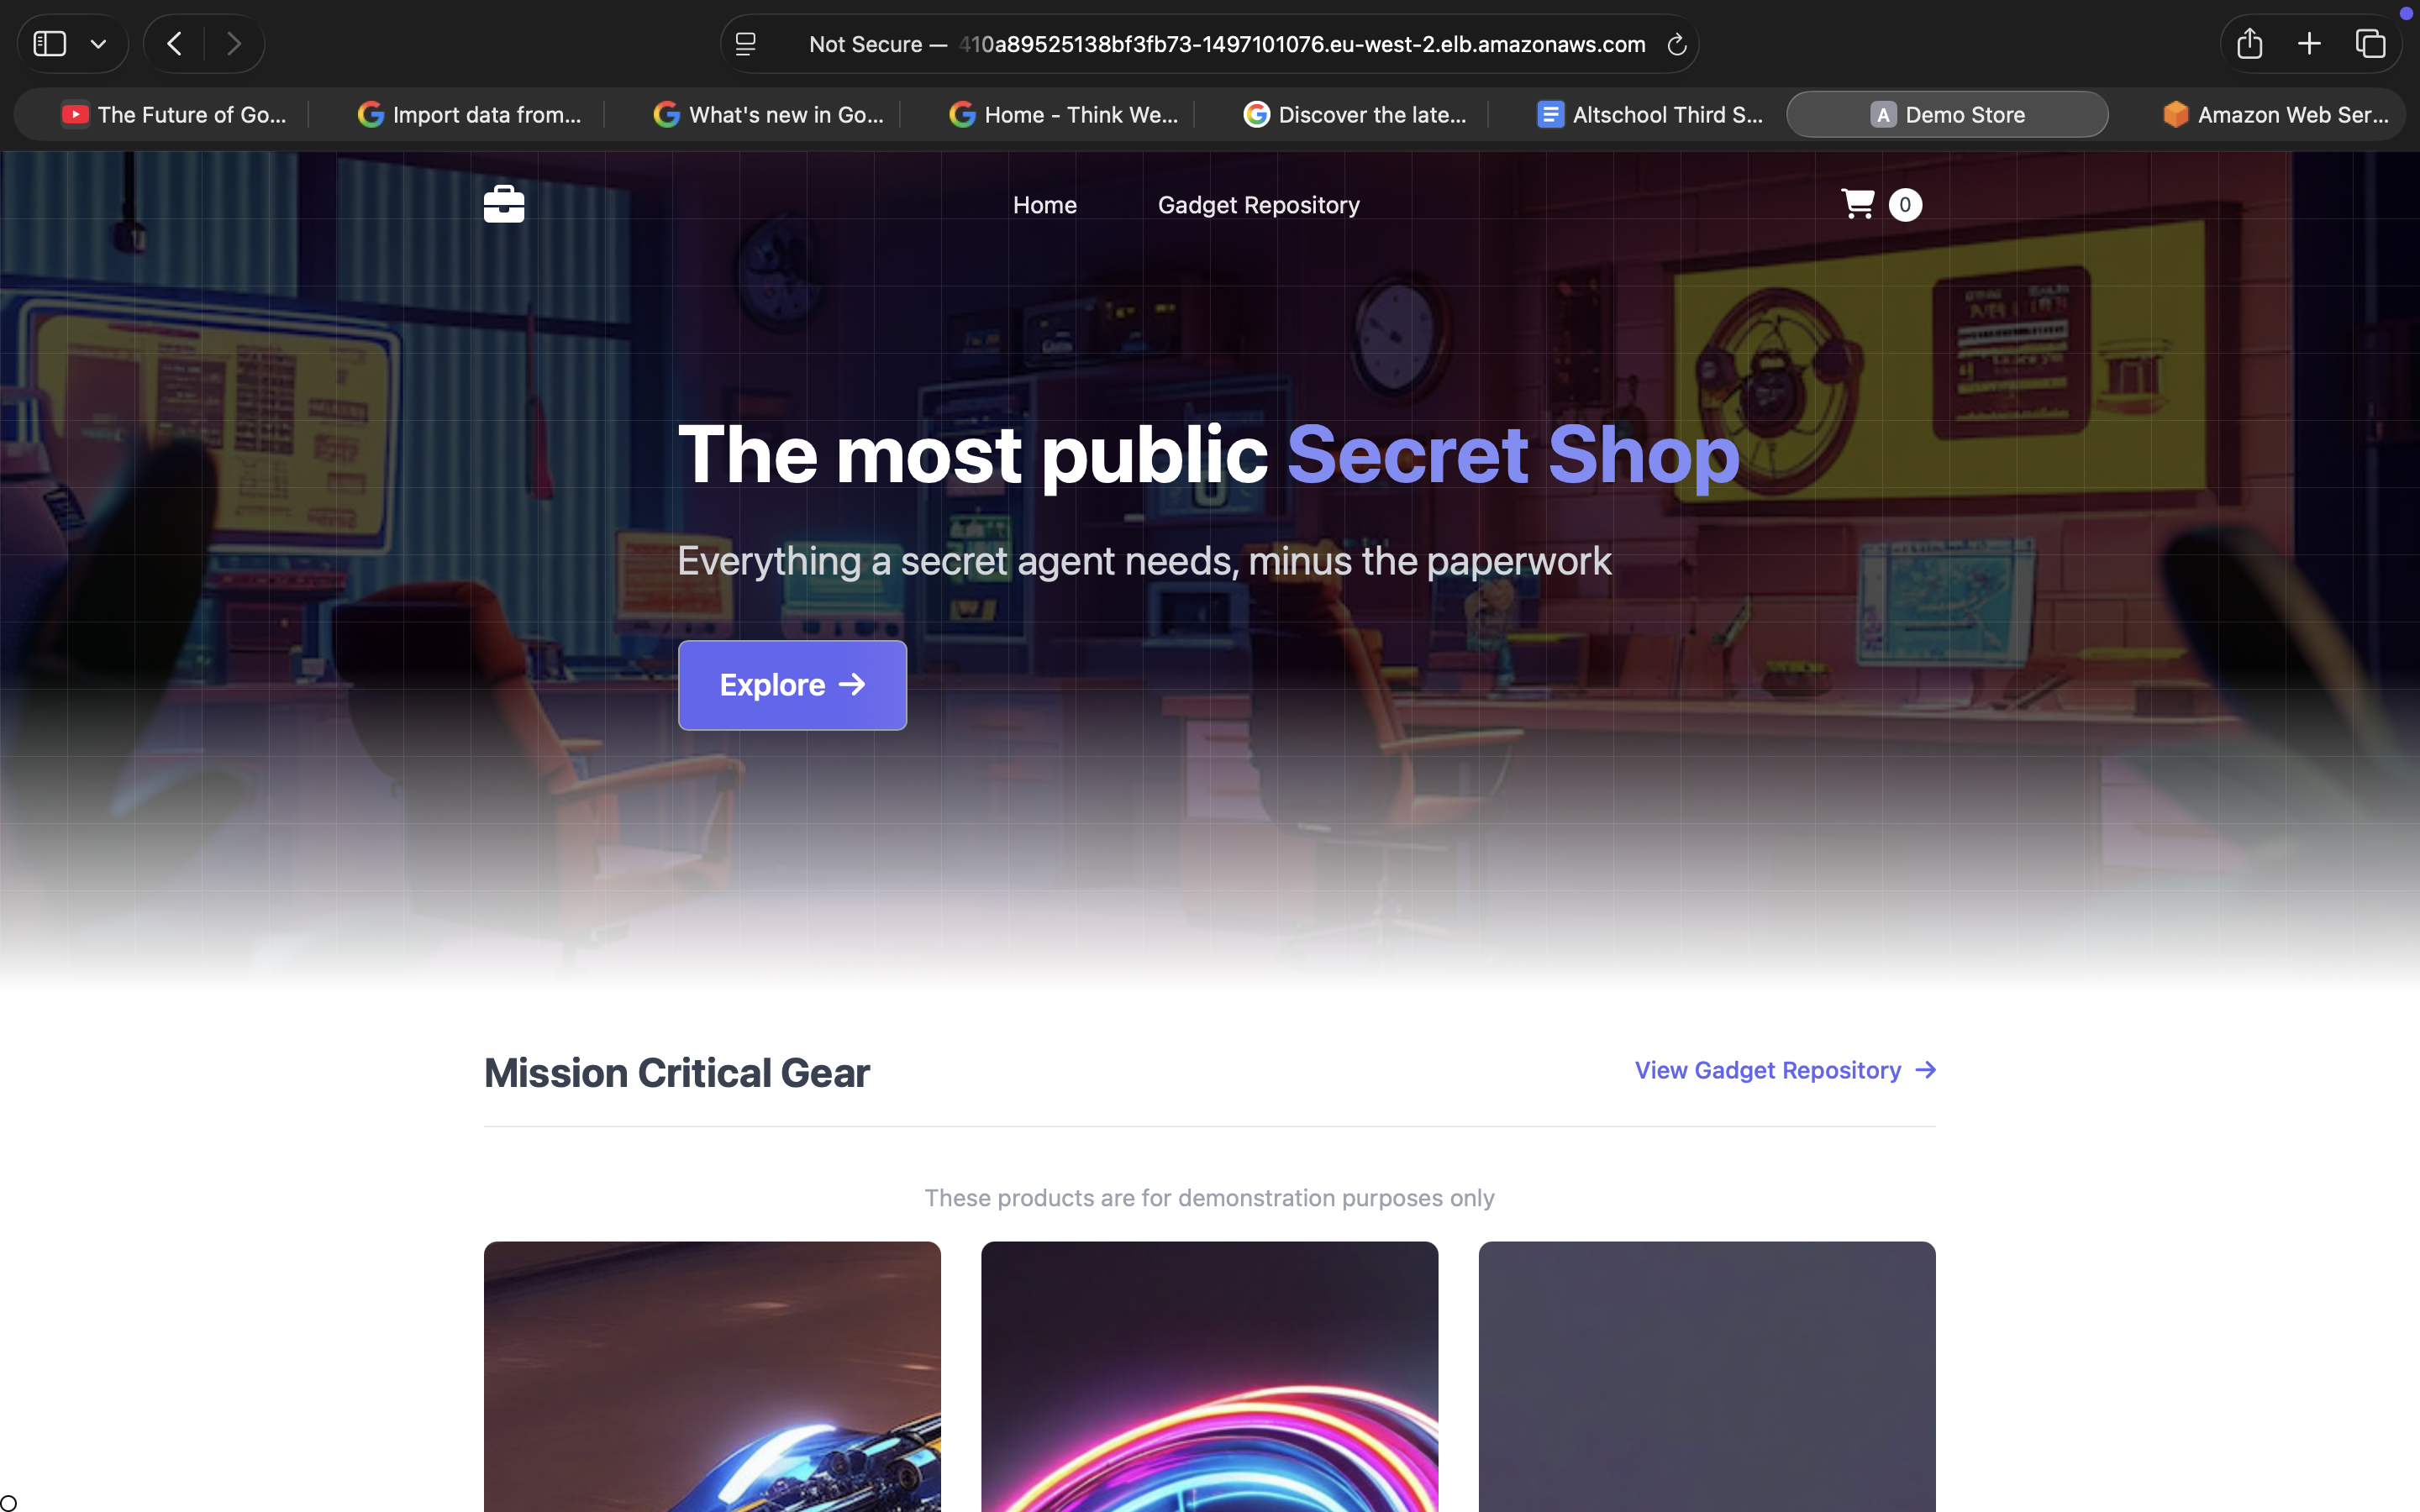 Not Secure — 410a89525138bf3fb73-1497101076.eu-west-2.elb.amazonaws.com
The Future of Go...
Import data from...
What's new in Go...
Home - Think We...
Discover the late...
Altschool Third S...
A Demo Store
Amazon Web Ser...
Home
Gadget Repository
0
The most public Secret Shop
Everything a secret agent needs, minus the paperwork
Explore →
Mission Critical Gear
View Gadget Repository →
These products are for demonstration purposes only